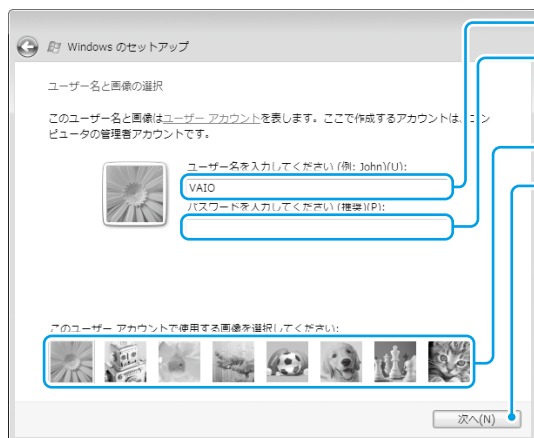 Windows のセットアップ
ユーザー名と画像の選択
このユーザー名と画像はユーザー アカウントを表します。ここで作成するアカウントは、コン
ピュータの管理者アカウントです。
ユーザー名を入力してください (例: John)(U):
VAIO
パスワードを入力してください (推奨)(P):
このユーザー アカウントで使用する画像を選択してください:
次へ(N)